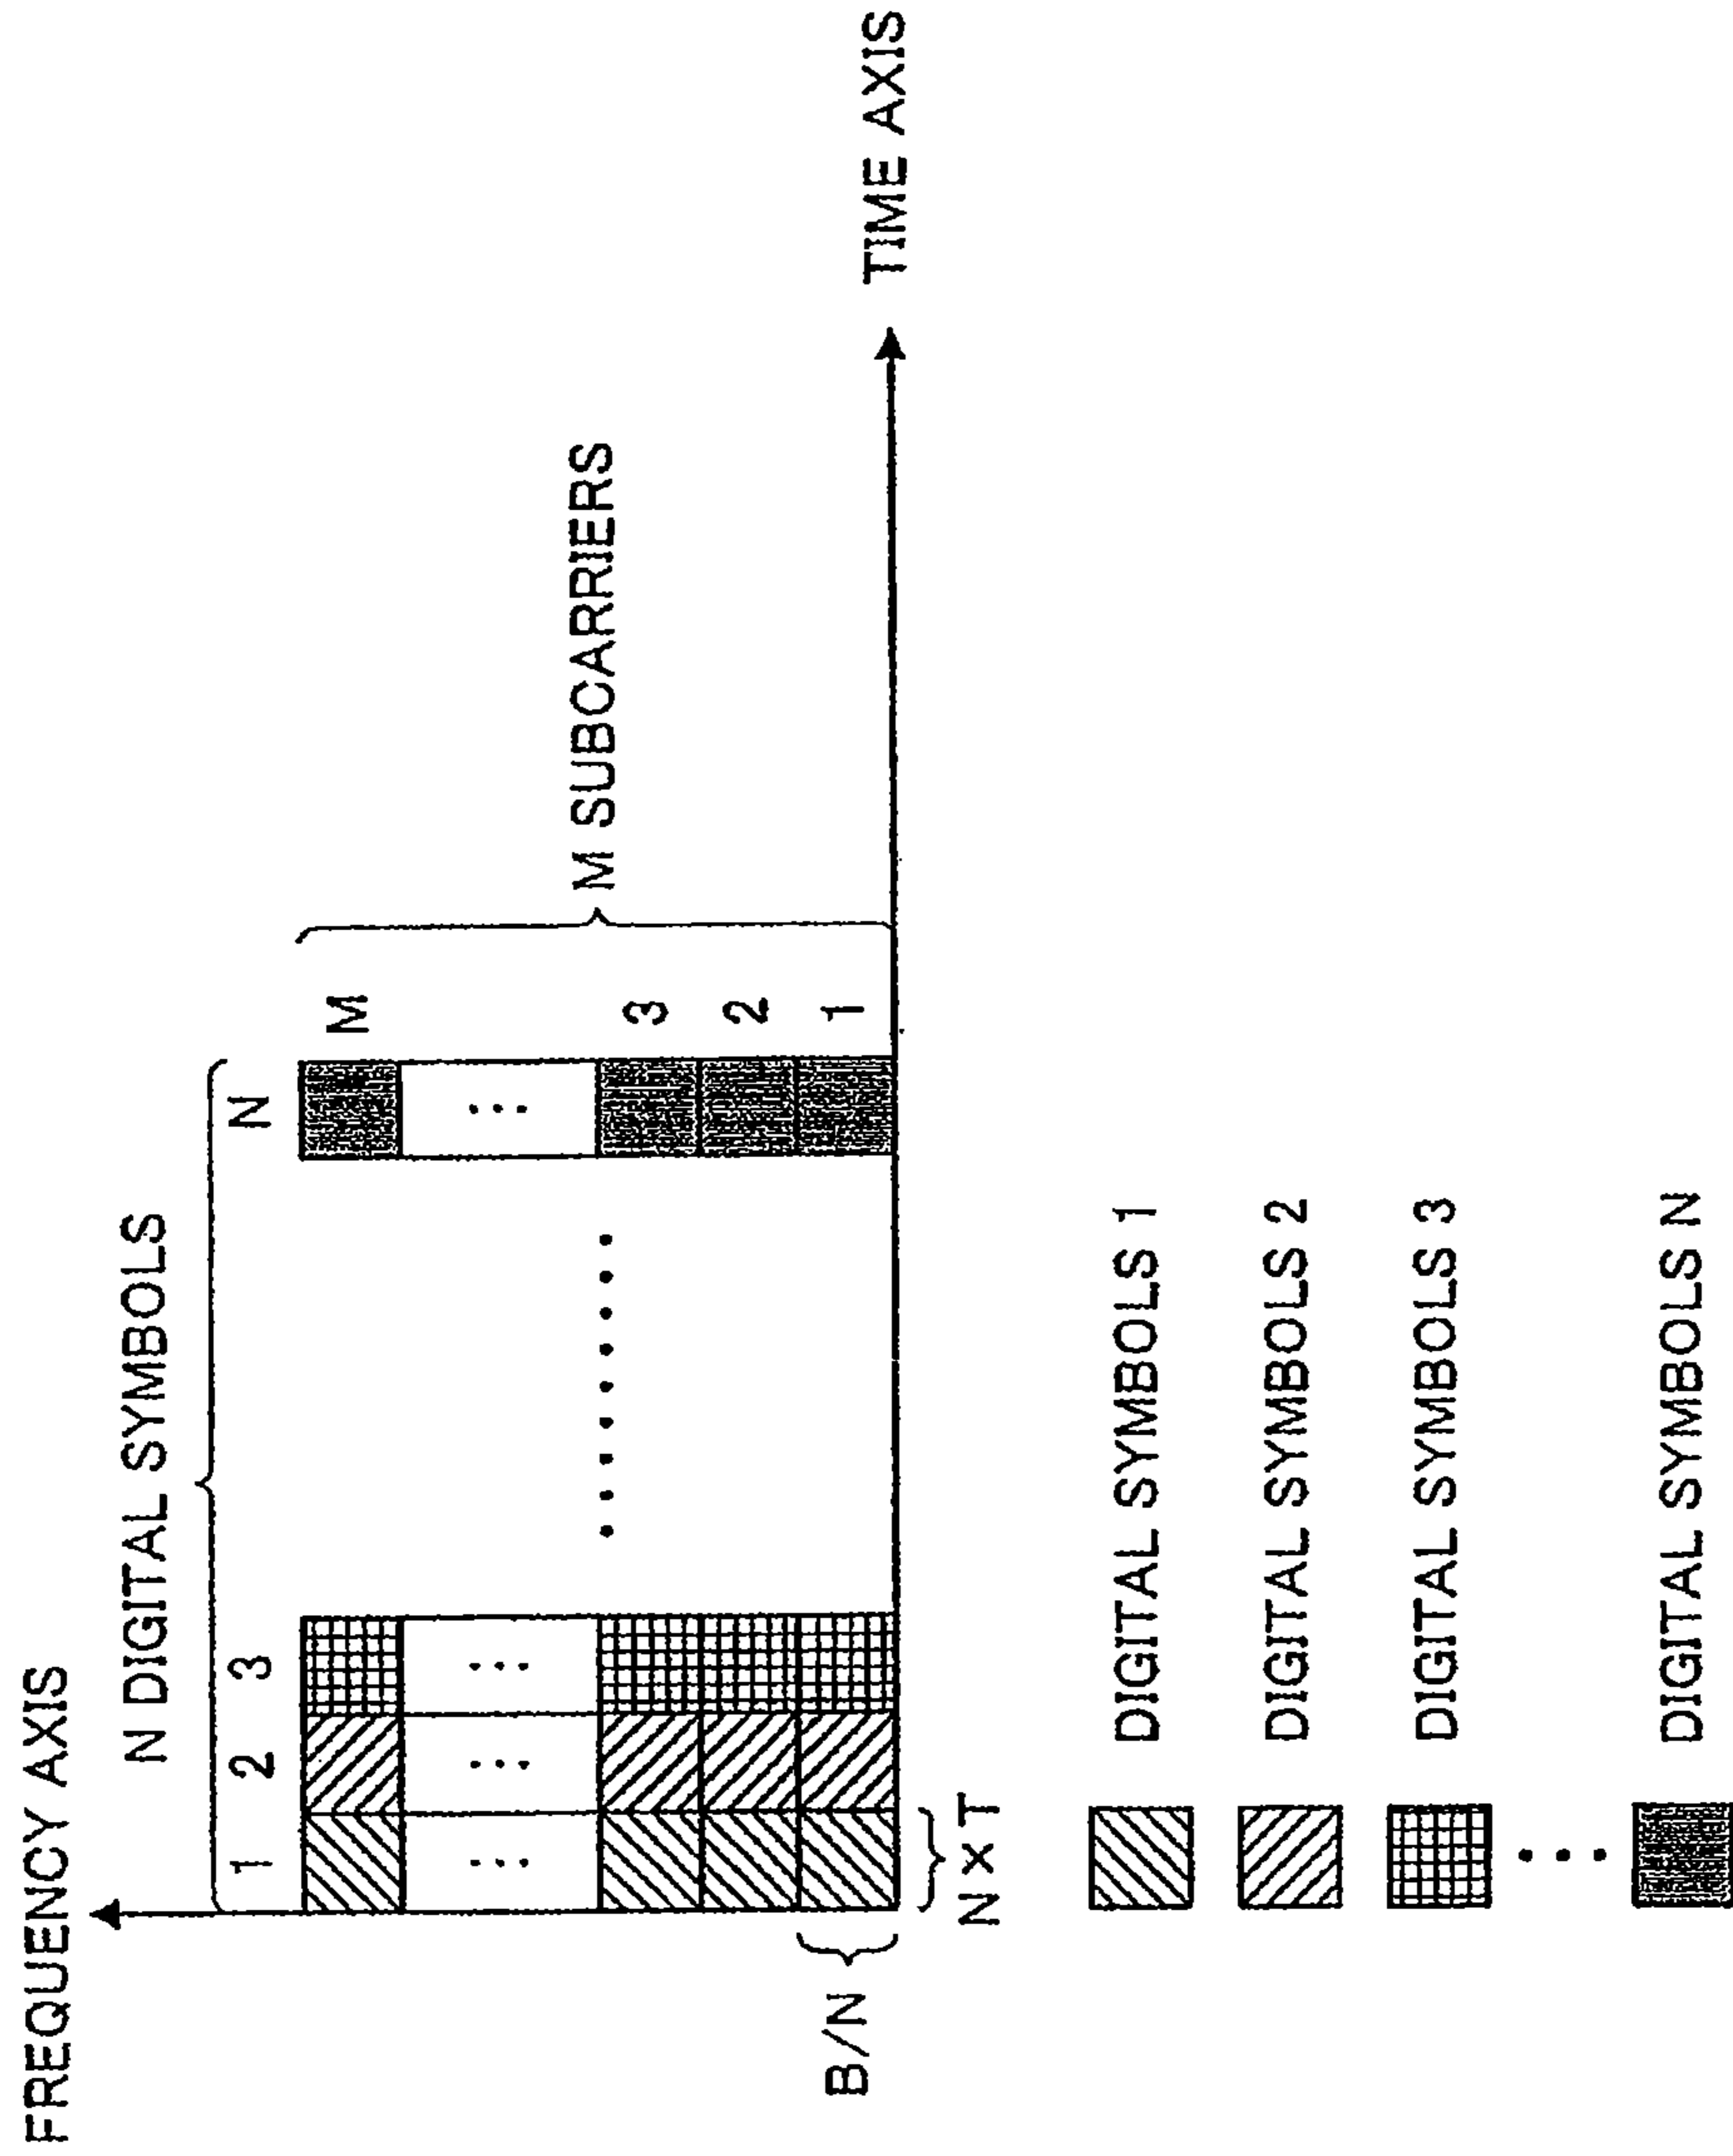 FREQUENCY AXIS
N DIGITAL SYMBOLS
1 2 3 N
M
3
2
1
M SUBCARRIERS
B/N
N×T
TIME AXIS
DIGITAL SYMBOLS 1
DIGITAL SYMBOLS 2
DIGITAL SYMBOLS 3
DIGITAL SYMBOLS N